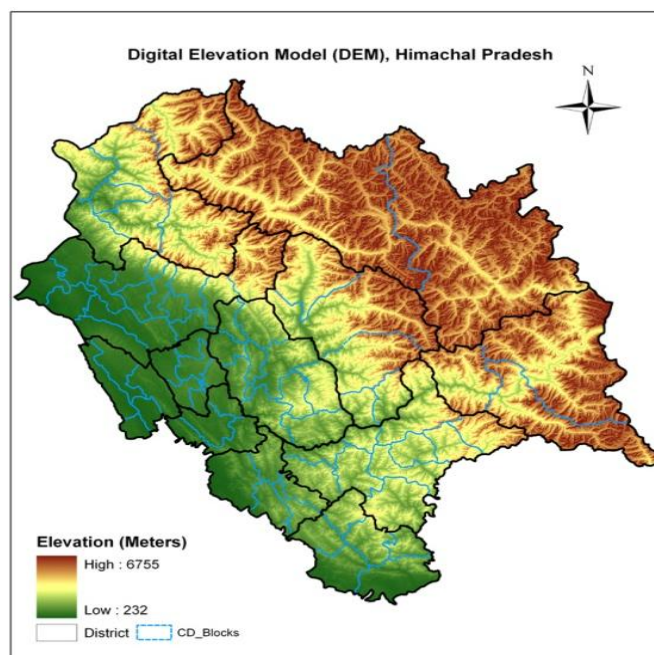 Digital Elevation Model (DEM), Himachal Pradesh
N
Elevation (Meters)
High : 6755
Low : 232
District
CD_Blocks